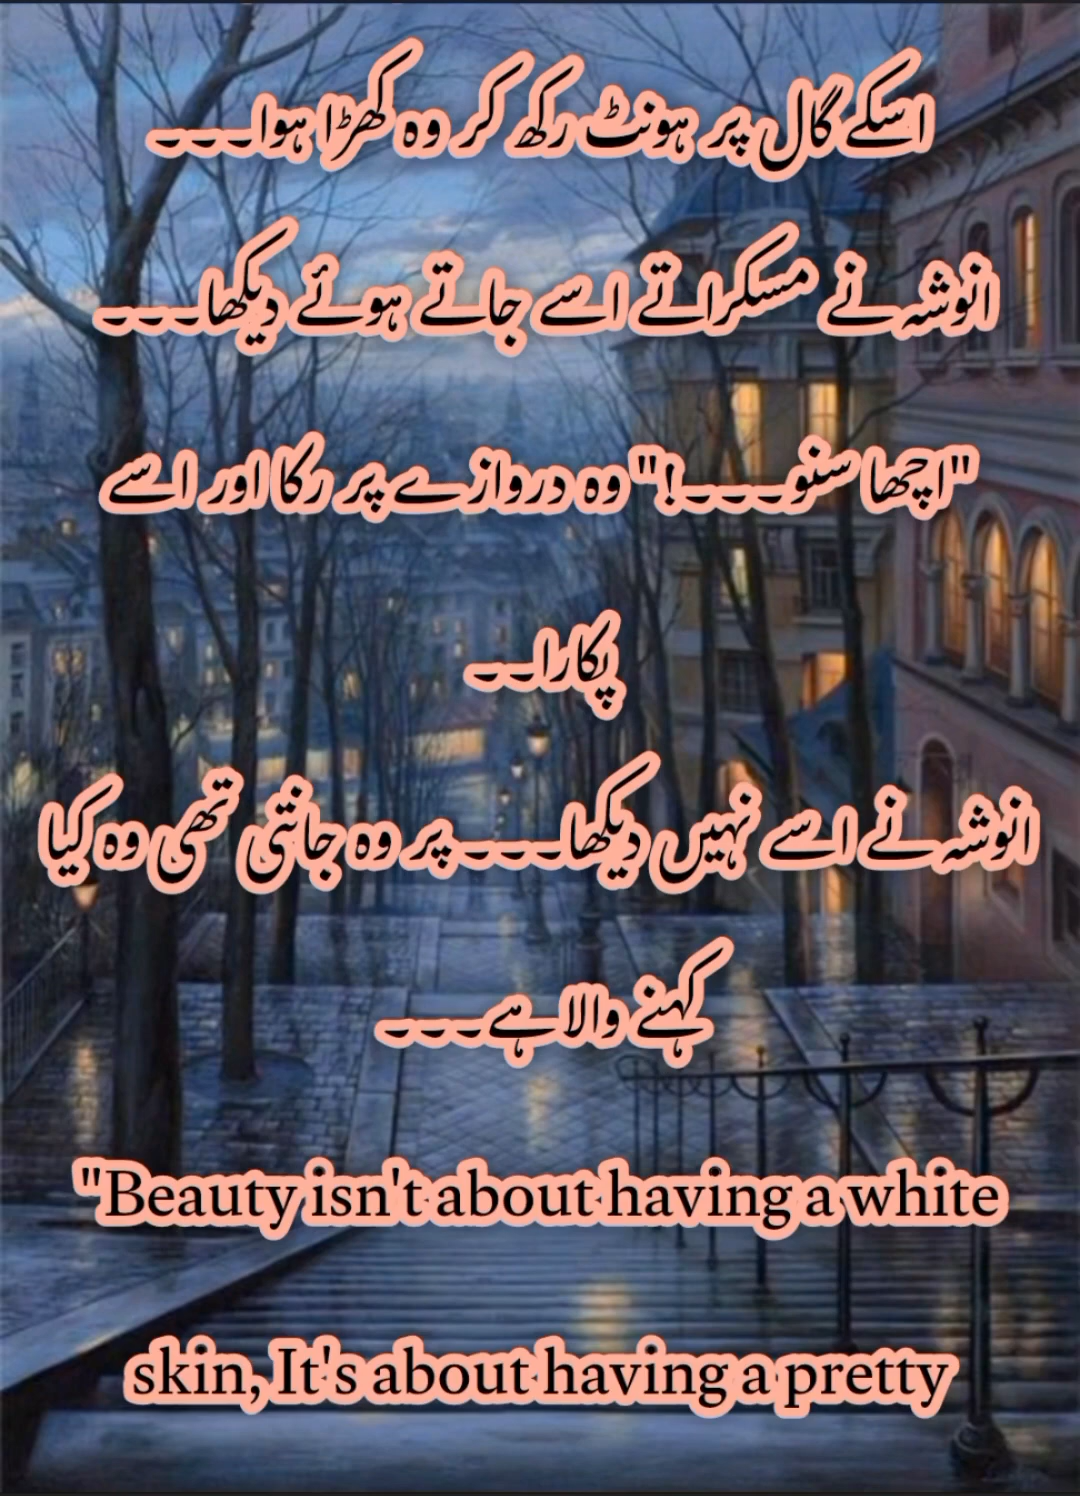 اسکے گال پر ہونٹ رکھ کر وہ کھڑا ہوا۔۔۔
انوشہ نے مسکراتے اسے جاتے ہوئے دیکھا۔۔۔
"اچھا سنو۔۔۔!" وہ دروازے پر رکا اور اسے
پکارا۔۔
انوشہ نے اسے نہیں دیکھا۔۔۔پر وہ جانتی تھی وہ کیا
کہنے والا ہے۔۔۔
"Beauty isn't about having a white
skin, It's about having a pretty